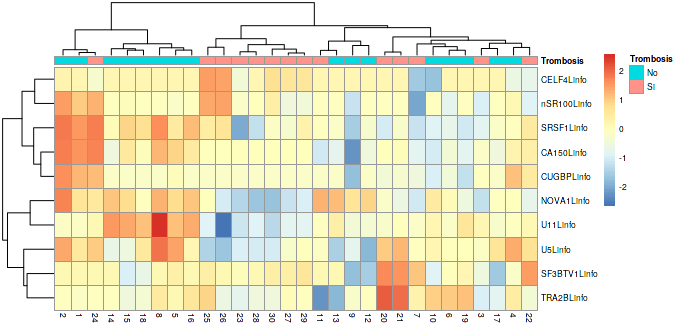 Trombosis
CELF4Linfo
nSR100Linfo
SRSF1Linfo
CA150Linfo
CUGBPLinfo
NOVA1Linfo
U11Linfo
U5Linfo
SF3BTV1Linfo
TRA2BLinfo
2 1 24 14 15 18 8 5 16 25 26 23 28 30 27 29 11 13 9 12 20 21 7 10 6 19 3 17 4 22
2
1
0
-1
-2
Trombosis
No
Si